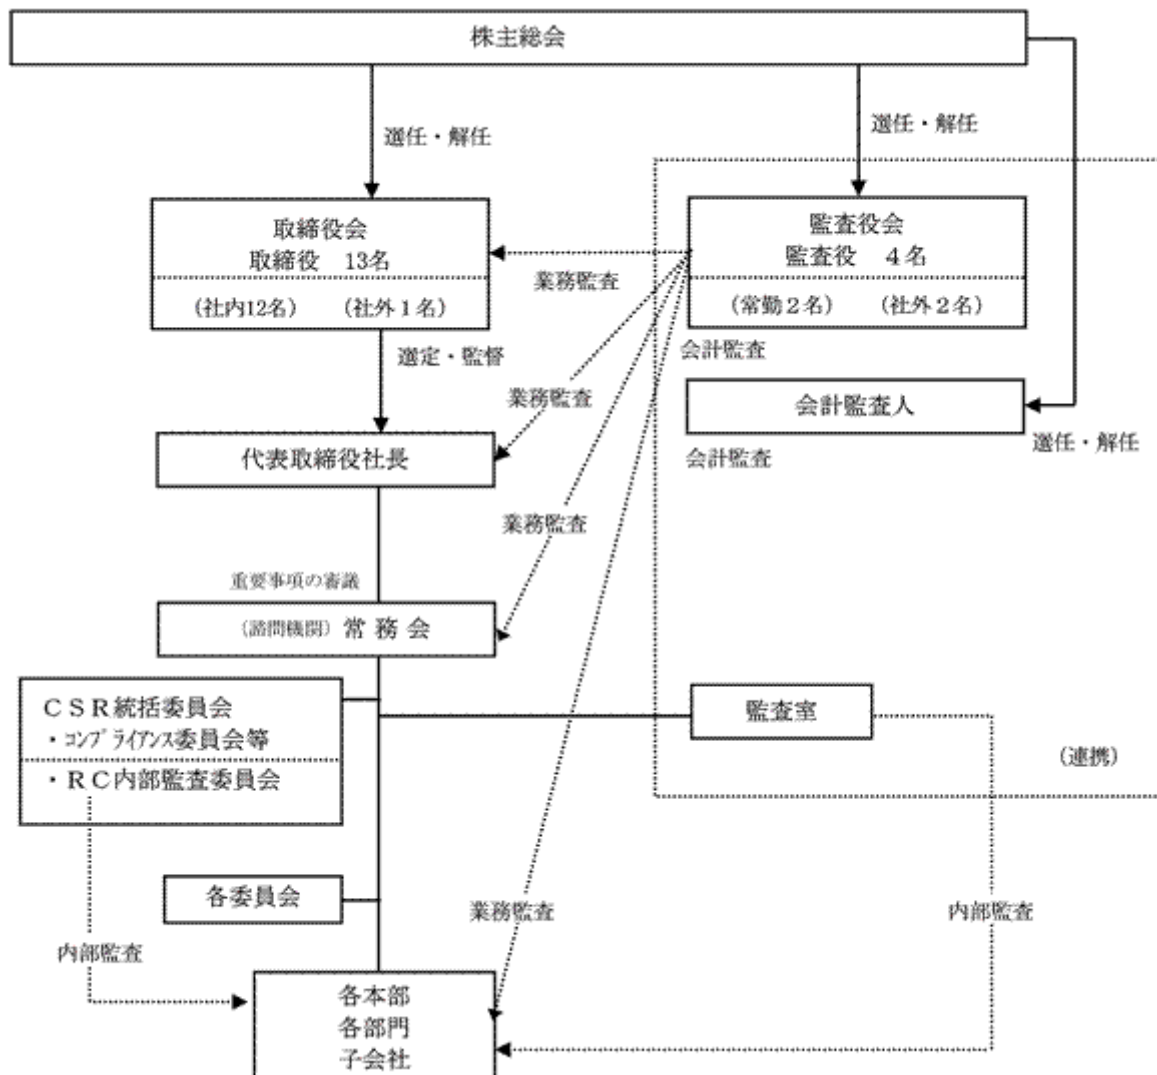 株主総会
選任・解任
選任・解任
取締役会
取締役 13名
(社内12名) (社外1名)
監査役会
監査役 4名
(常勤2名) (社外2名)
業務監査
選定・監督
会計監査
業務監査
会計監査人
選任・解任
代表取締役社長
会計監査
業務監査
重要事項の審議
(諮問機関) 常務会
CSR統括委員会
・コンプライアンス委員会等
・RC内部監査委員会
監査室
(連携)
各委員会
業務監査
内部監査
内部監査
各本部
各部門
子会社